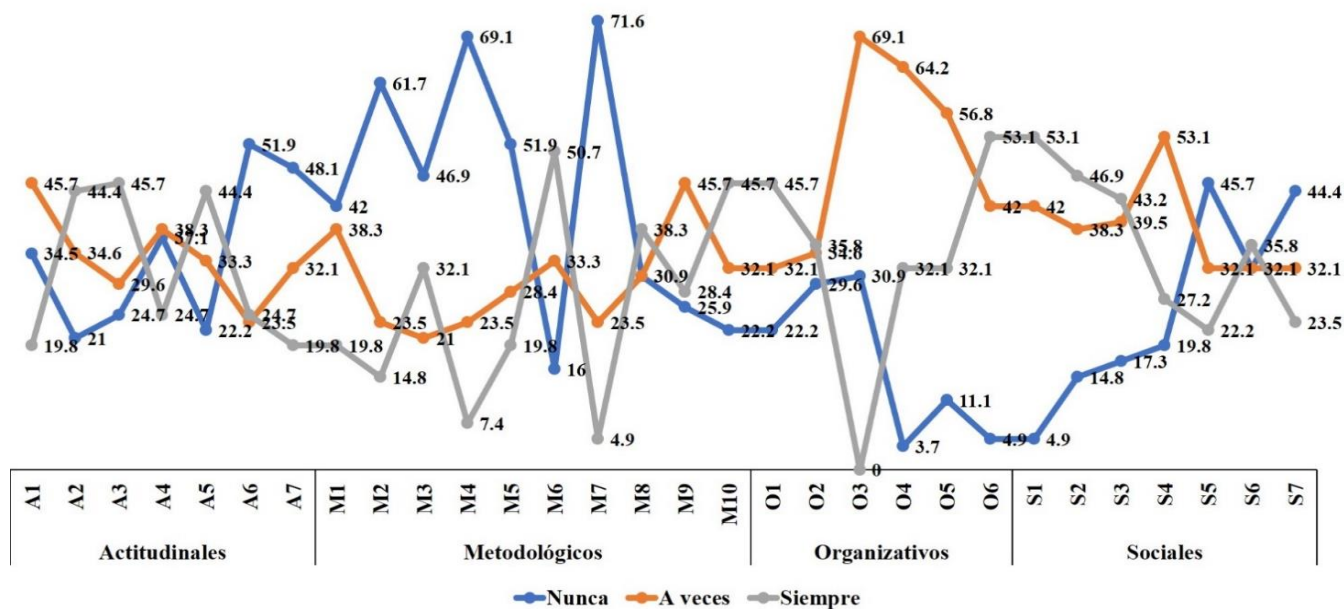 71.6
69.1 69.1
64.2
61.7
56.8
53.1 53.1 53.1
51.9 51.9
50.7
48.1
46.9 46.9
45.7 45.7 45.7 45.7 45.7 45.7
44.4 44.4 44.4
43.2
42 42 42
39.5
38.3 38.3 38.3 38.3
37.1
35.8 35.8
34.5 34.6 34.6
33.3 33.3
32.1 32.1 32.1 32.1 32.1 32.1 32.1 32.1 32.1
30.9 30.9
29.6 29.6
28.4 28.4
27.2
25.9
24.7 24.7 24.7
23.5 23.5 23.5 23.5 23.5
22.2 22.2 22.2 22.2
21 21
19.8 19.8 19.8 19.8 19.8
17.3
16
14.8 14.8
11.1
7.4
4.9 4.9 4.9
3.7
0
A1 A2 A3 A4 A5 A6 A7 M1 M2 M3 M4 M5 M6 M7 M8 M9 M10 O1 O2 O3 O4 O5 O6 S1 S2 S3 S4 S5 S6 S7
Actitudinales Metodológicos Organizativos Sociales
Nunca A veces Siempre